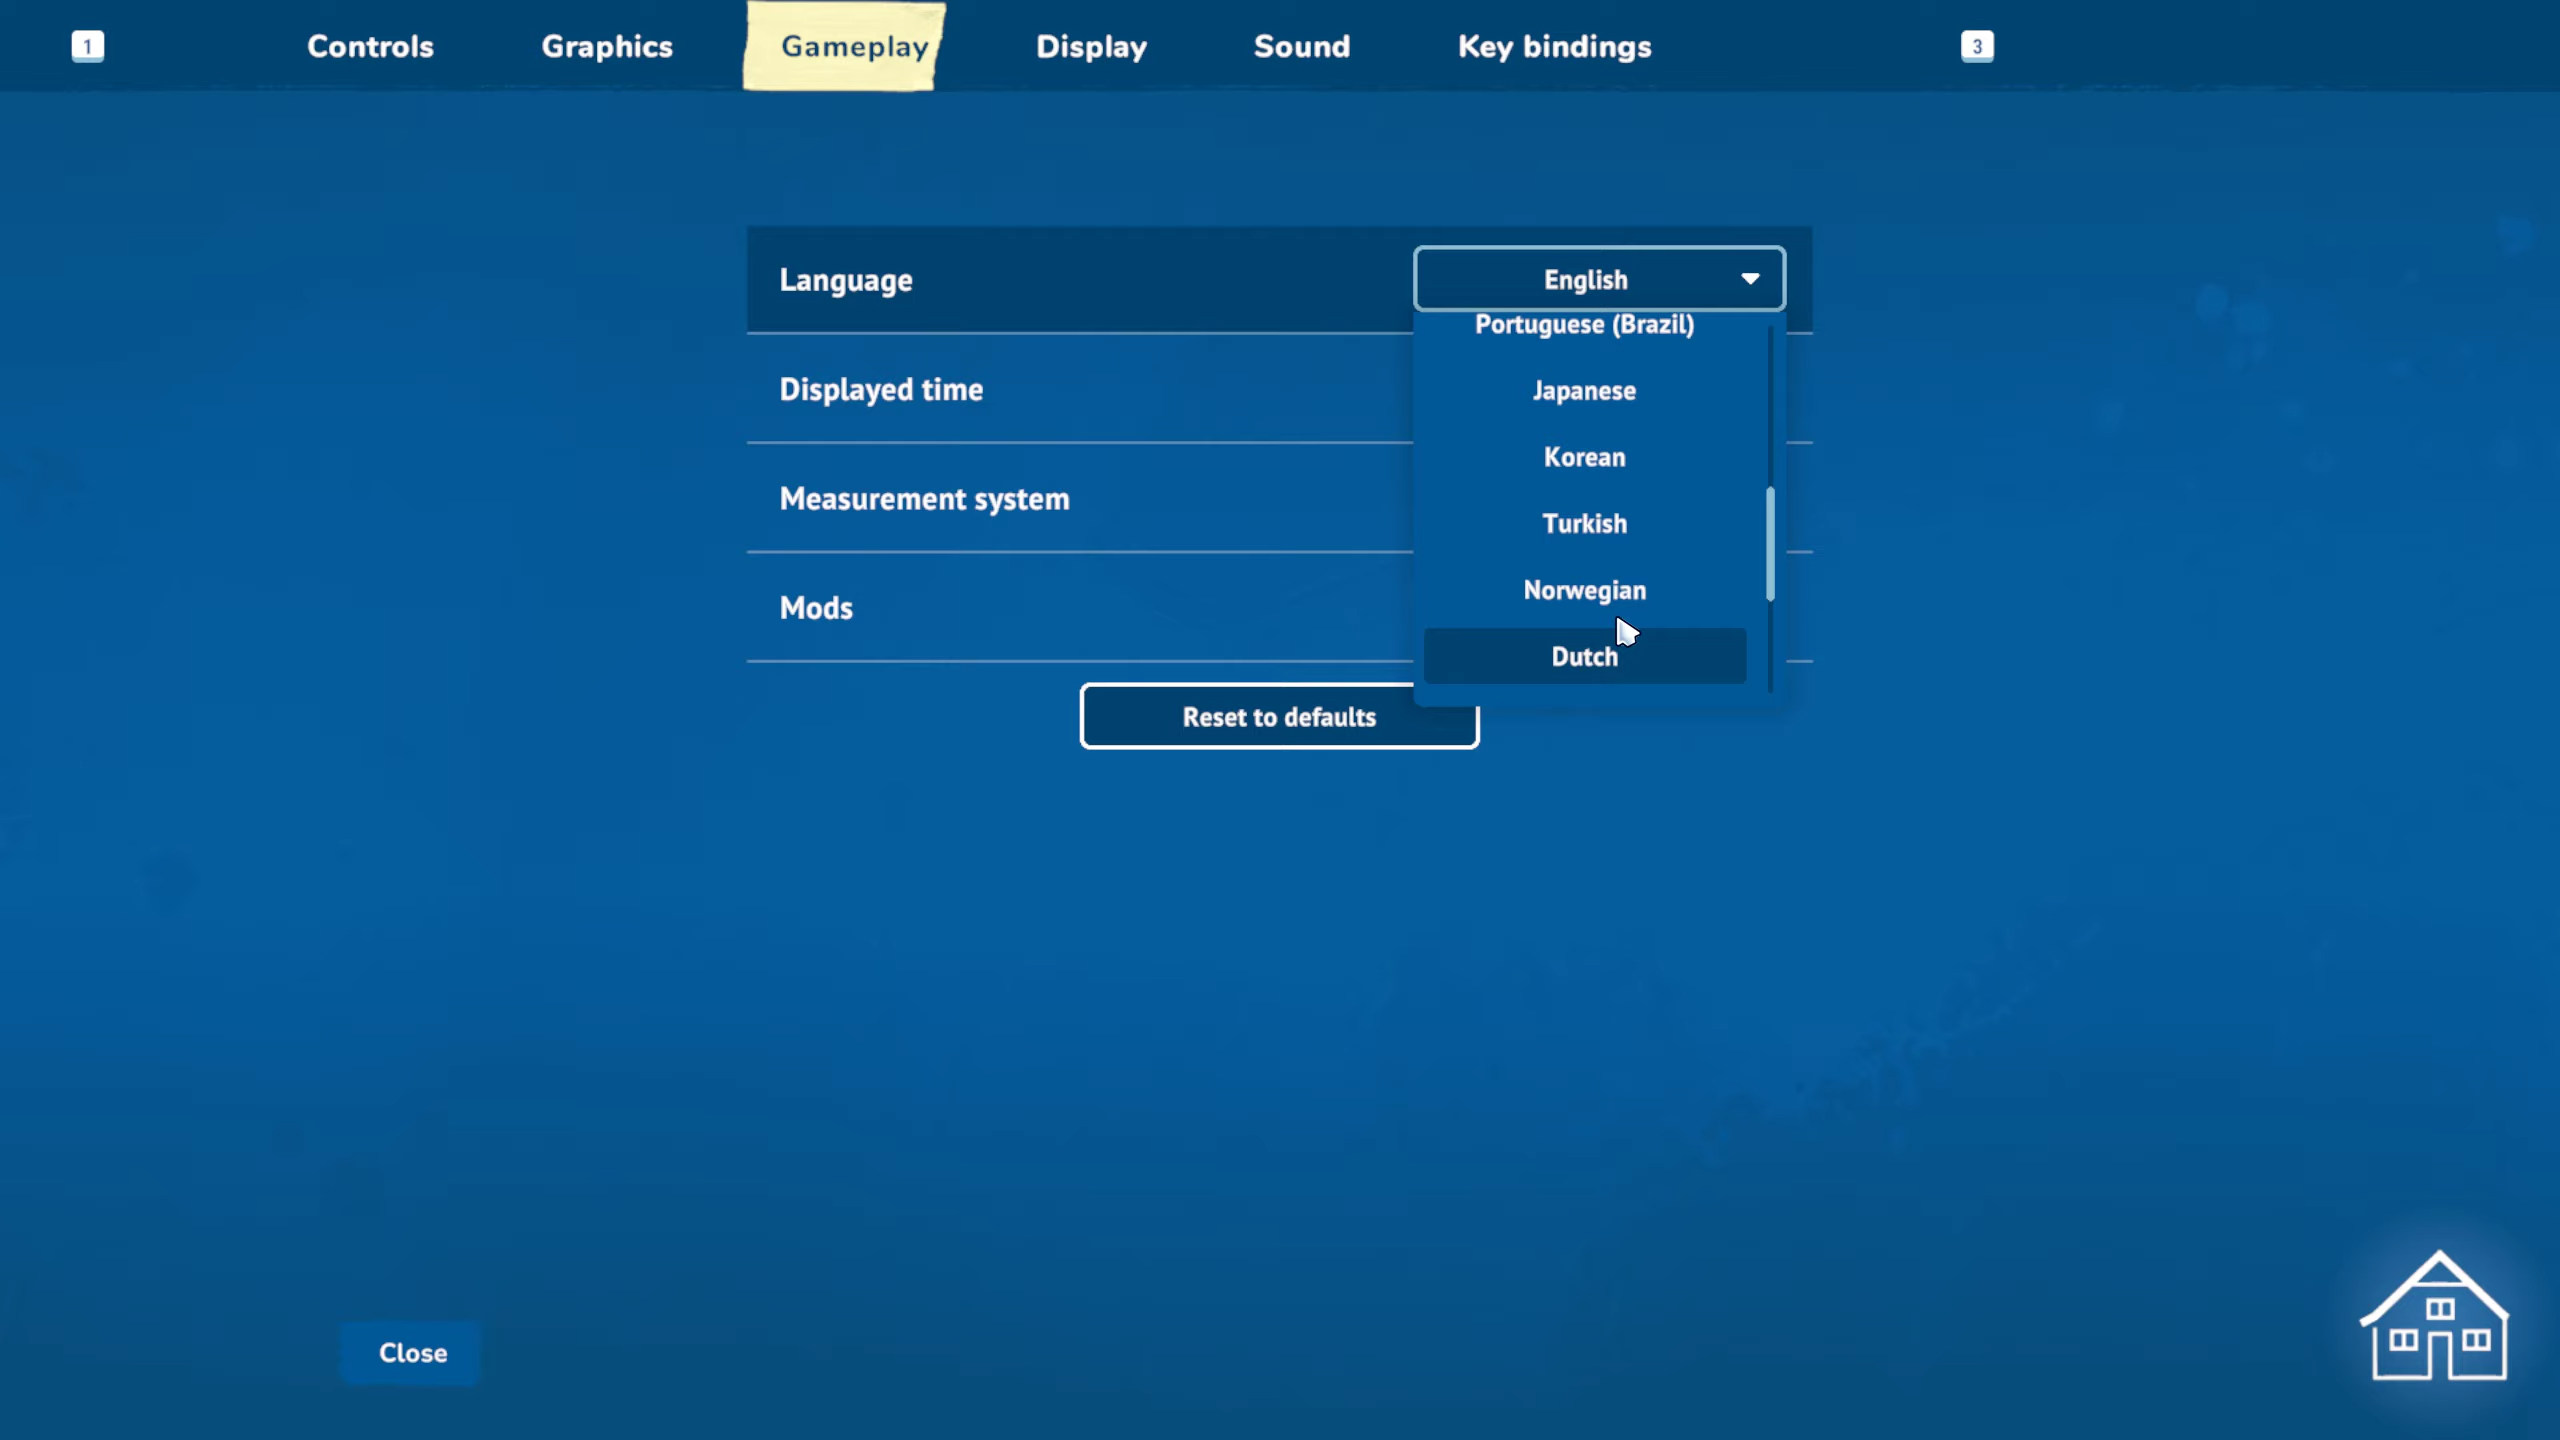 1
Controls
Graphics
Gameplay
Display
Sound
Key bindings
3
Language
English
Portuguese (Brazil)
Japanese
Korean
Turkish
Norwegian
Dutch
Displayed time
Measurement system
Mods
Reset to defaults
Close